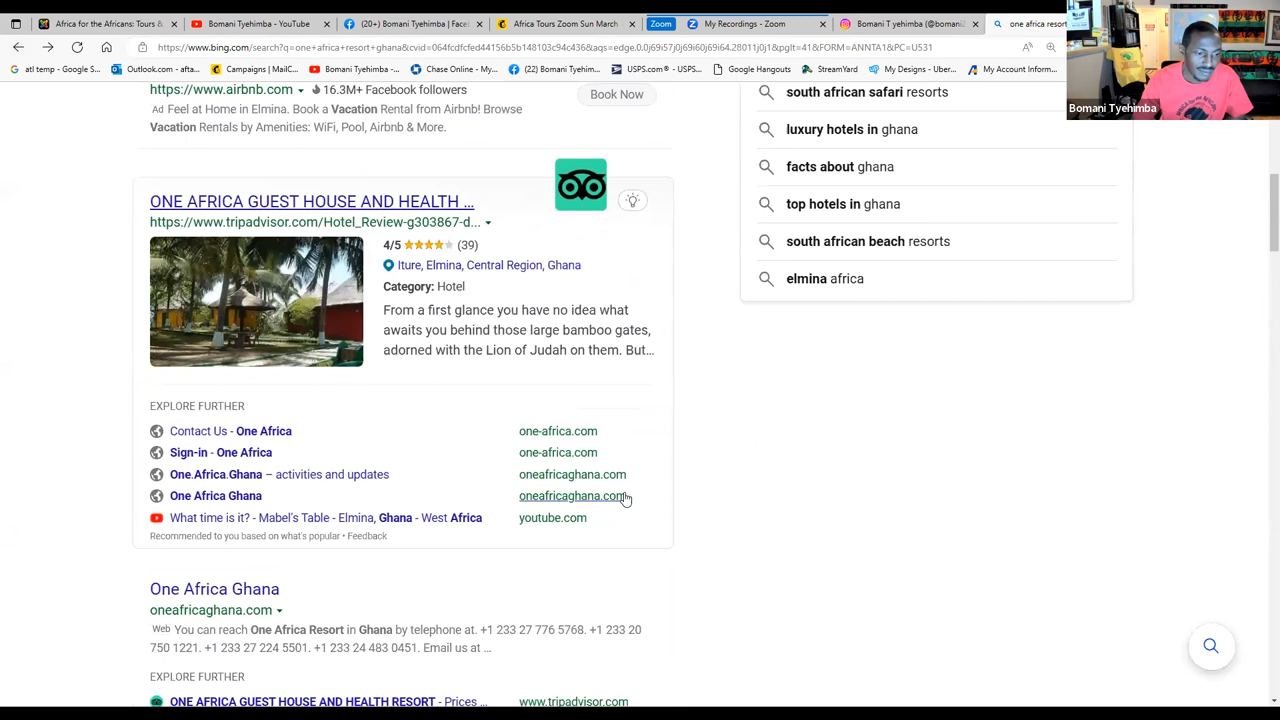 Africa for the Africans: Tours &
Bomani Tyehimba - YouTube
(20+) Bomani Tyehimba | Face
Africa Tours Zoom Sun March
Zoom
My Recordings - Zoom
Bomani T yehimba (@bomani
one africa resort
https://www.bing.com/search?q=one+africa+resort+ghana&cvid=
atl temp - Google S...
Outlook.com - afta...
Campaigns | MailC...
Bomani Tyehimba -...
Chase Online - My...
(22) Bomani Tyehim...
USPS.com® - USPS...
Google Hangouts
StreamYard
My Designs - Uber...
My Account Infor...
Bomani Tyehimba
https://www.airbnb.com
16.3M+ Facebook followers
Ad Feel at Home in Elmina. Book a Vacation Rental from Airbnb! Browse
Vacation Rentals by Amenities: WiFi, Pool, Airbnb & More.
Book Now
ONE AFRICA GUEST HOUSE AND HEALTH ...
https://www.tripadvisor.com/Hotel_Review-g303867-d...
4/5 (39)
Iture, Elmina, Central Region, Ghana
Category: Hotel
From a first glance you have no idea what
awaits you behind those large bamboo gates,
adorned with the Lion of Judah on them. But...
EXPLORE FURTHER
Contact Us - One Africa one-africa.com
Sign-in - One Africa one-africa.com
One.Africa.Ghana – activities and updates oneafricaghana.com
One Africa Ghana oneafricaghana.com
What time is it? - Mabel's Table - Elmina, Ghana - West Africa youtube.com
Recommended to you based on what's popular • Feedback
One Africa Ghana
oneafricaghana.com
Web You can reach One Africa Resort in Ghana by telephone at. +1 233 27 776 5768. +1 233 20
750 1221. +1 233 27 224 5501. +1 233 24 483 0451. Email us at ...
EXPLORE FURTHER
ONE AFRICA GUEST HOUSE AND HEALTH RESORT - Prices ... www.tripadvisor.com
south african safari resorts
luxury hotels in ghana
facts about ghana
top hotels in ghana
south african beach resorts
elmina africa